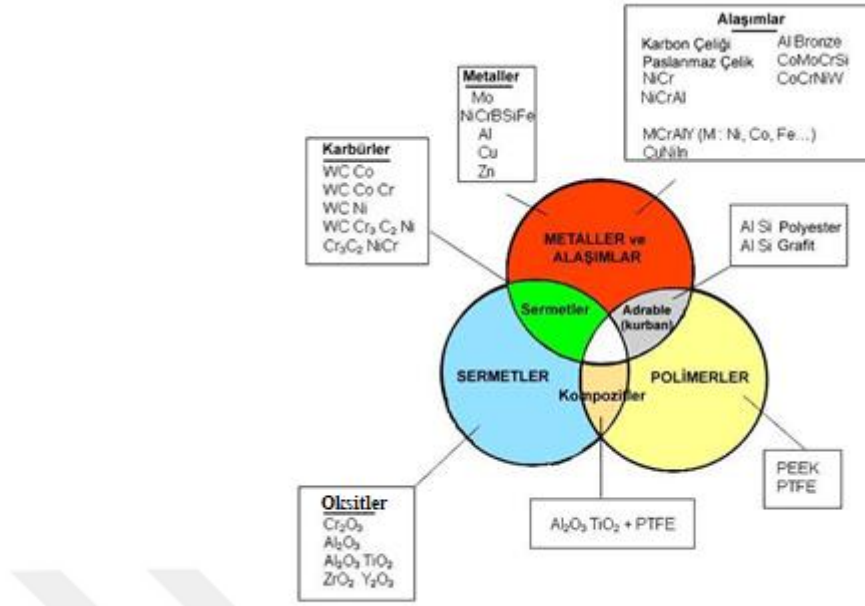 Alaşımlar
Karbon Çeliği Al Bronze
Paslanmaz Çelik CoMoCrSi
NiCr CoCrNiW
NiCrAl
MCrAlY (M : Ni, Co, Fe...)
CuNiIn
Metaller
Mo
NiCrBSiFe
Al
Cu
Zn
Karbürler
WC Co
WC Co Cr
WC Ni
WC Cr₃ C₂ Ni
Cr₃C₂ NiCr
Al Si Polyester
Al Si Grafit
METALLER ve
ALAŞIMLAR
Sermetler
Adrable
(kurban)
SERMETLER
Kompozitler
POLİMERLER
PEEK
PTFE
Oksitler
Cr₂O₃
Al₂O₃
Al₂O₃ TiO₂
ZrO₂ Y₂O₃
Al₂O₃ TiO₂ + PTFE